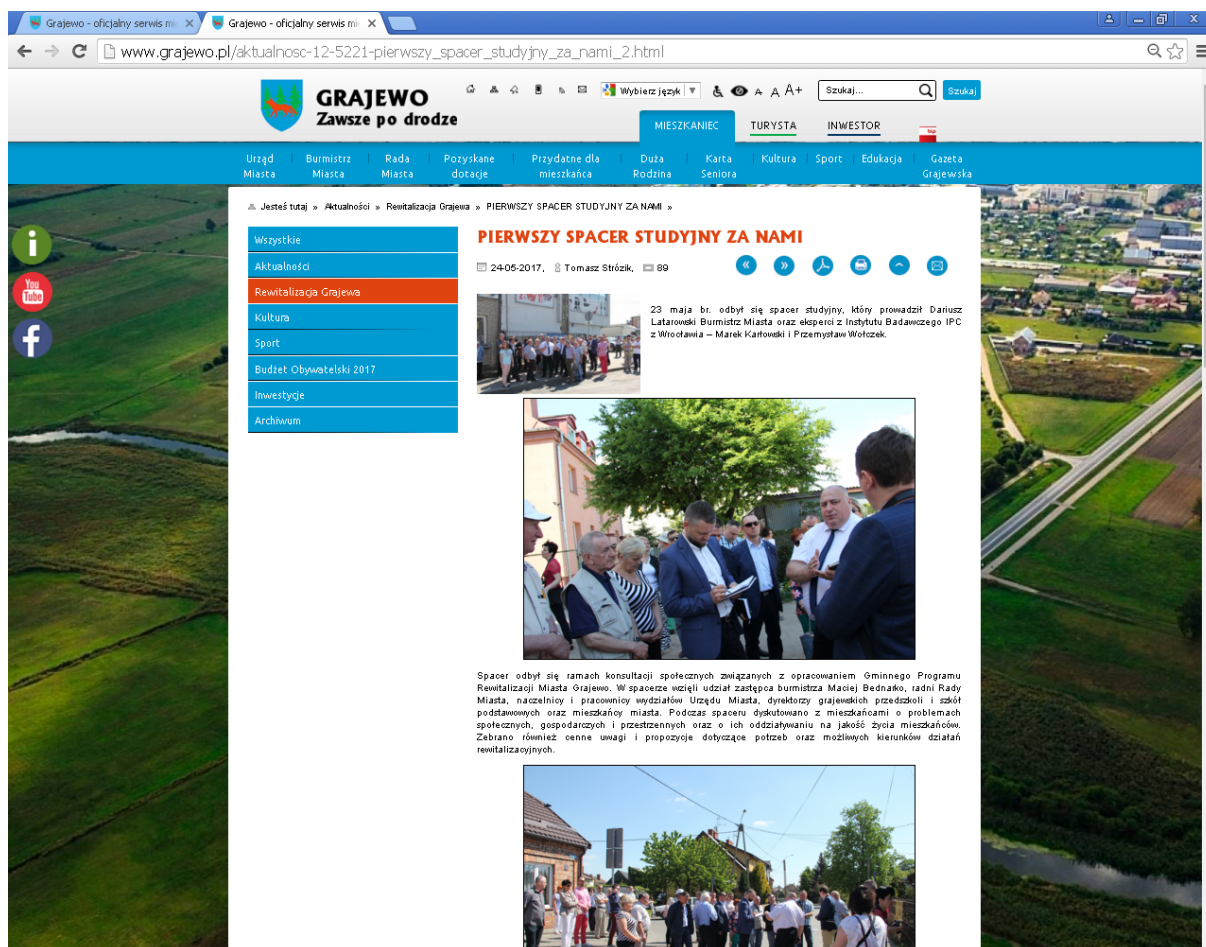 Grajewo - oficjalny serwis mi
Grajewo - oficjalny serwis mi
www.grajewo.pl/aktualnosc-12-5221-pierwszy_spacer_studyjny_za_nami_2.html
GRAJEWO
Zawsze po drodze
Wybierz język
A A A+
Szukaj...
Szukaj
MIESZKANIEC TURYSTA INWESTOR
bip
Urząd Miasta
Burmistrz Miasta
Rada Miasta
Pozyskane dotacje
Przydatne dla mieszkańca
Duża Rodzina
Karta Seniora
Kultura
Sport
Edukacja
Gazeta Grajewska
Jesteś tutaj » Aktualności » Rewitalizacja Grajewa » PIERWSZY SPACER STUDYJNY ZA NAMI »
i
You Tube
f
Wszystkie
Aktualności
Rewitalizacja Grajewa
Kultura
Sport
Budżet Obywatelski 2017
Inwestycje
Archiwum
PIERWSZY SPACER STUDYJNY ZA NAMI
24-05-2017, Tomasz Strózik, 89
23 maja br. odbył się spacer studyjny, który prowadził Dariusz
Latarowski Burmistrz Miasta oraz eksperci z Instytutu Badawczego IPC
z Wrocławia – Marek Karłowski i Przemysław Wołczek.
Spacer odbył się ramach konsultacji społecznych związanych z opracowaniem Gminnego Programu
Rewitalizacji Miasta Grajewo. W spacerze wzięli udział zastępca burmistrza Maciej Bednarko, radni Rady
Miasta, naczelnicy i pracownicy wydziałów Urzędu Miasta, dyrektorzy grajewskich przedszkoli i szkół
podstawowych oraz mieszkańcy miasta. Podczas spaceru dyskutowano z mieszkańcami o problemach
społecznych, gospodarczych i przestrzennych oraz o ich oddziaływaniu na jakość życia mieszkańców.
Zebrano również cenne uwagi i propozycje dotyczące potrzeb oraz możliwych kierunków działań
rewitalizacyjnych.